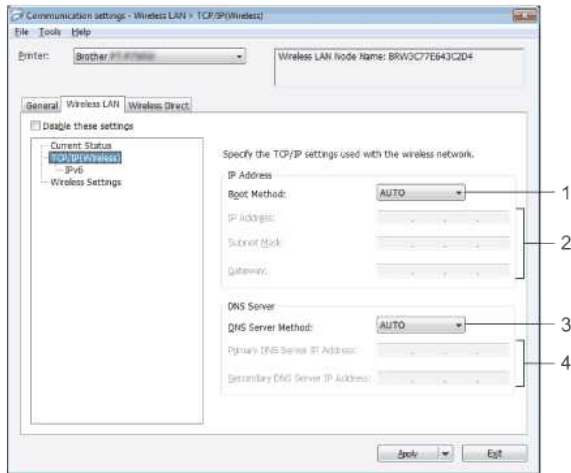 Communication settings - Wireless LAN > TCP/IP(Wireless)
File Tools Help
Printer: Brother
Wireless LAN Node Name: BRW3C77E643C2D4
General Wireless LAN Wireless Direct
Disable these settings
Current Status
TCP/IP(Wireless)
IPv6
Wireless Settings
Specify the TCP/IP settings used with the wireless network.
IP Address
Boot Method: AUTO 1
IP Address:
Subnet Mask: 2
Gateway:
DNS Server
DNS Server Method: AUTO 3
Primary DNS Server IP Address:
4
Secondary DNS Server IP Address:
Apply Exit